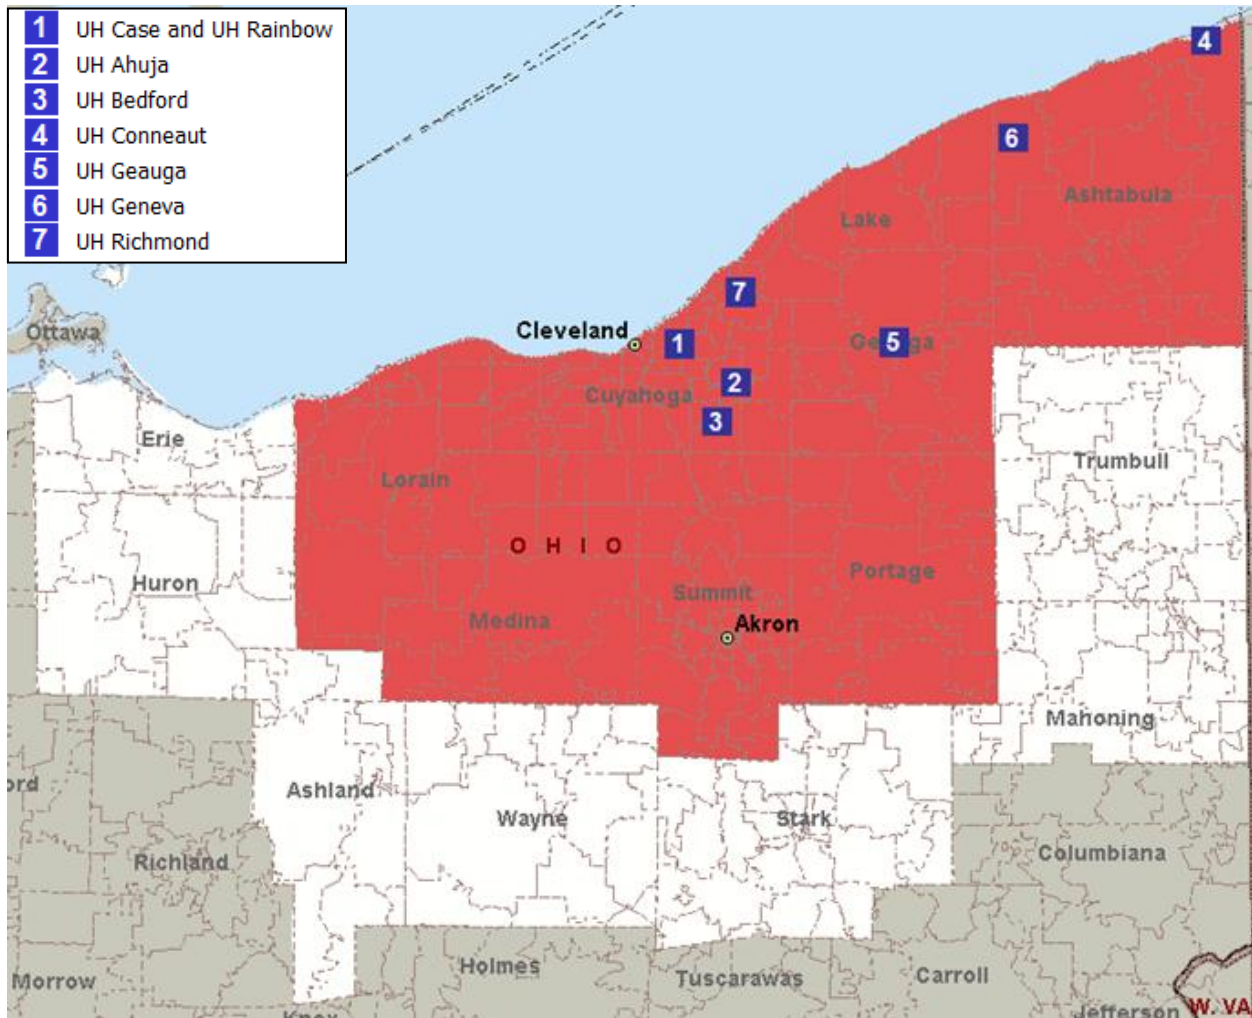 1 UH Case and UH Rainbow
2 UH Ahuja
3 UH Bedford
4 UH Conneaut
5 UH Geauga
6 UH Geneva
7 UH Richmond
4
6
Ashtabula
Lake
7
Ottawa
Cleveland
1
5
2
Cuyahoga
3
Erie
Trumbull
Lorain
O H I O
Huron
Portage
Summit
Medina
Akron
Mahoning
Ashland
Wayne
Stark
Richland
Columbiana
Morrow
Holmes
Tuscarawas
Carroll
Jefferson
W. VA